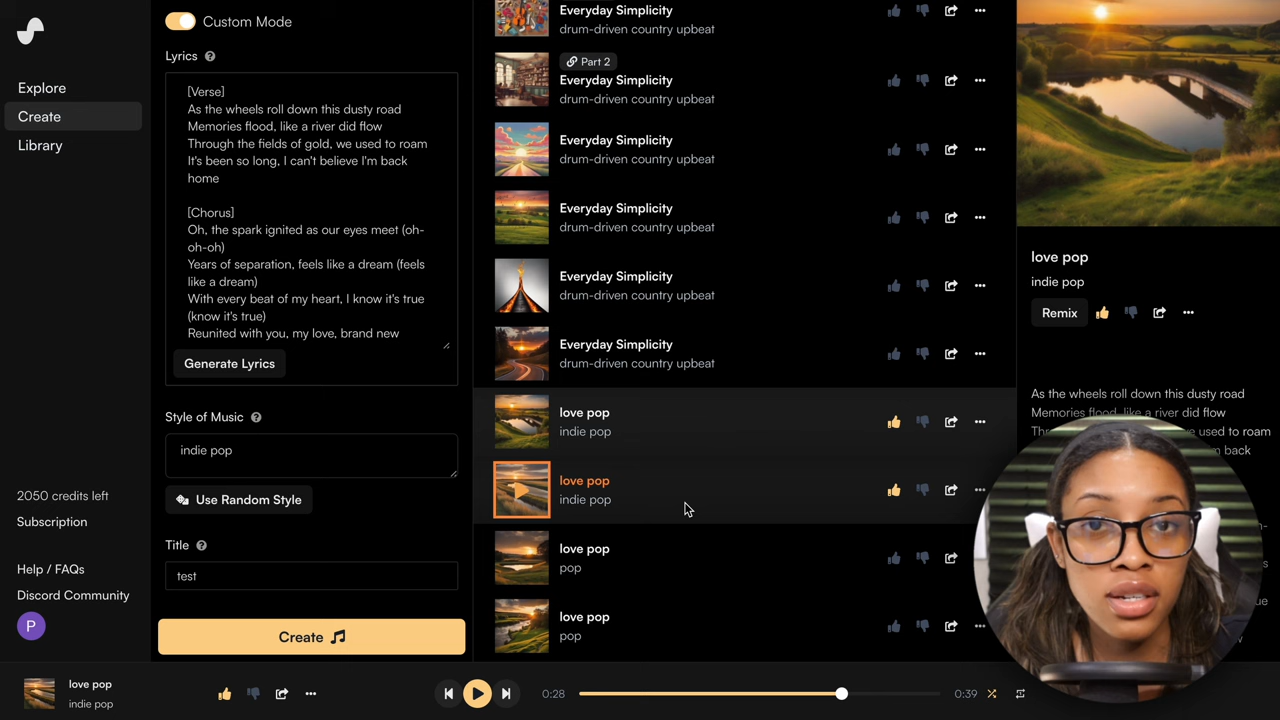 Explore
Create
Library
2050 credits left
Subscription
Help / FAQs
Discord Community
P
Custom Mode
Lyrics ?
[Verse]
As the wheels roll down this dusty road
Memories flood, like a river did flow
Through the fields of gold, we used to roam
It's been so long, I can't believe I'm back
home
[Chorus]
Oh, the spark ignited as our eyes meet (oh-
oh-oh)
Years of separation, feels like a dream (feels
like a dream)
With every beat of my heart, I know it's true
(know it's true)
Reunited with you, my love, brand new
Generate Lyrics
Style of Music ?
indie pop
Use Random Style
Title ?
test
Create
Everyday Simplicity
drum-driven country upbeat
Part 2
Everyday Simplicity
drum-driven country upbeat
Everyday Simplicity
drum-driven country upbeat
Everyday Simplicity
drum-driven country upbeat
Everyday Simplicity
drum-driven country upbeat
Everyday Simplicity
drum-driven country upbeat
love pop
indie pop
love pop
indie pop
love pop
pop
love pop
pop
love pop
indie pop
Remix
As the wheels roll down this dusty road
Memories flood, like a river did flow
used to roam
back
love pop
indie pop
0:28
0:39